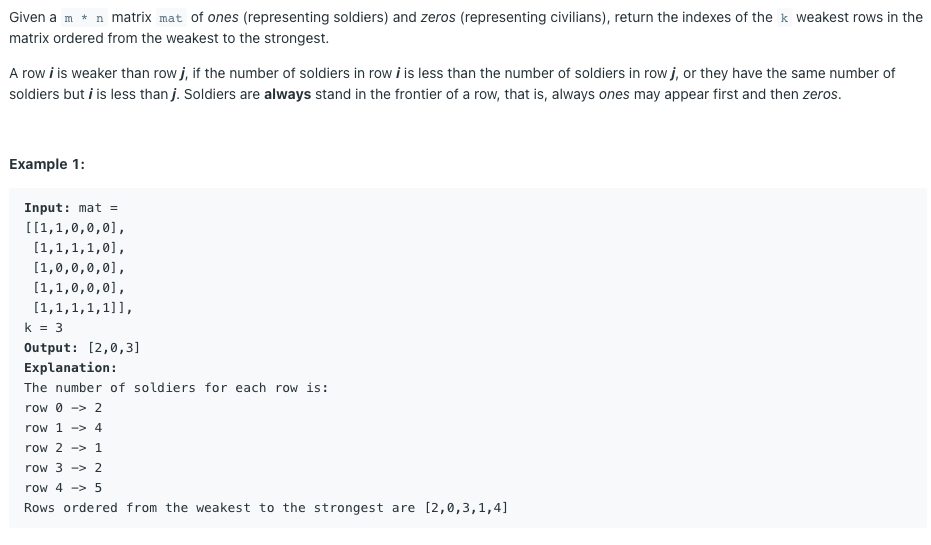 Given a m * n matrix mat of ones (representing soldiers) and zeros (representing civilians), return the indexes of the k weakest rows in the
matrix ordered from the weakest to the strongest.
A row i is weaker than row j, if the number of soldiers in row i is less than the number of soldiers in row j, or they have the same number of
soldiers but i is less than j. Soldiers are always stand in the frontier of a row, that is, always ones may appear first and then zeros.
Example 1:
Input: mat =
[[1,1,0,0,0],
[1,1,1,1,0],
[1,0,0,0,0],
[1,1,0,0,0],
[1,1,1,1,1]],
k = 3
Output: [2,0,3]
Explanation:
The number of soldiers for each row is:
row 0 -> 2
row 1 -> 4
row 2 -> 1
row 3 -> 2
row 4 -> 5
Rows ordered from the weakest to the strongest are [2,0,3,1,4]